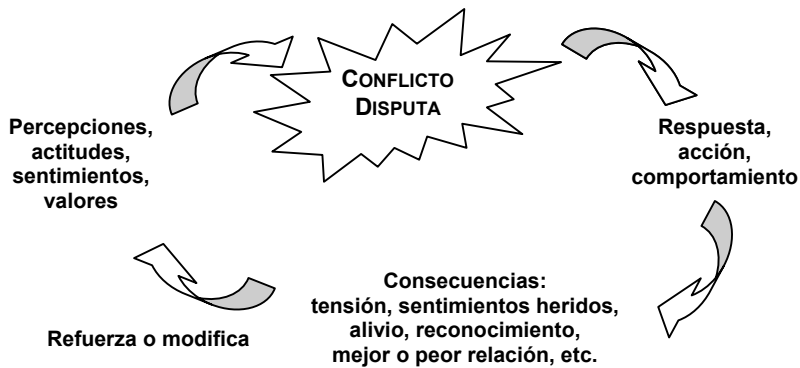 CONFLICTO
DISPUTA
Percepciones,
actitudes,
sentimientos,
valores
Respuesta,
acción,
comportamiento
Consecuencias:
tensión, sentimientos heridos,
alivio, reconocimiento,
mejor o peor relación, etc.
Refuerza o modifica